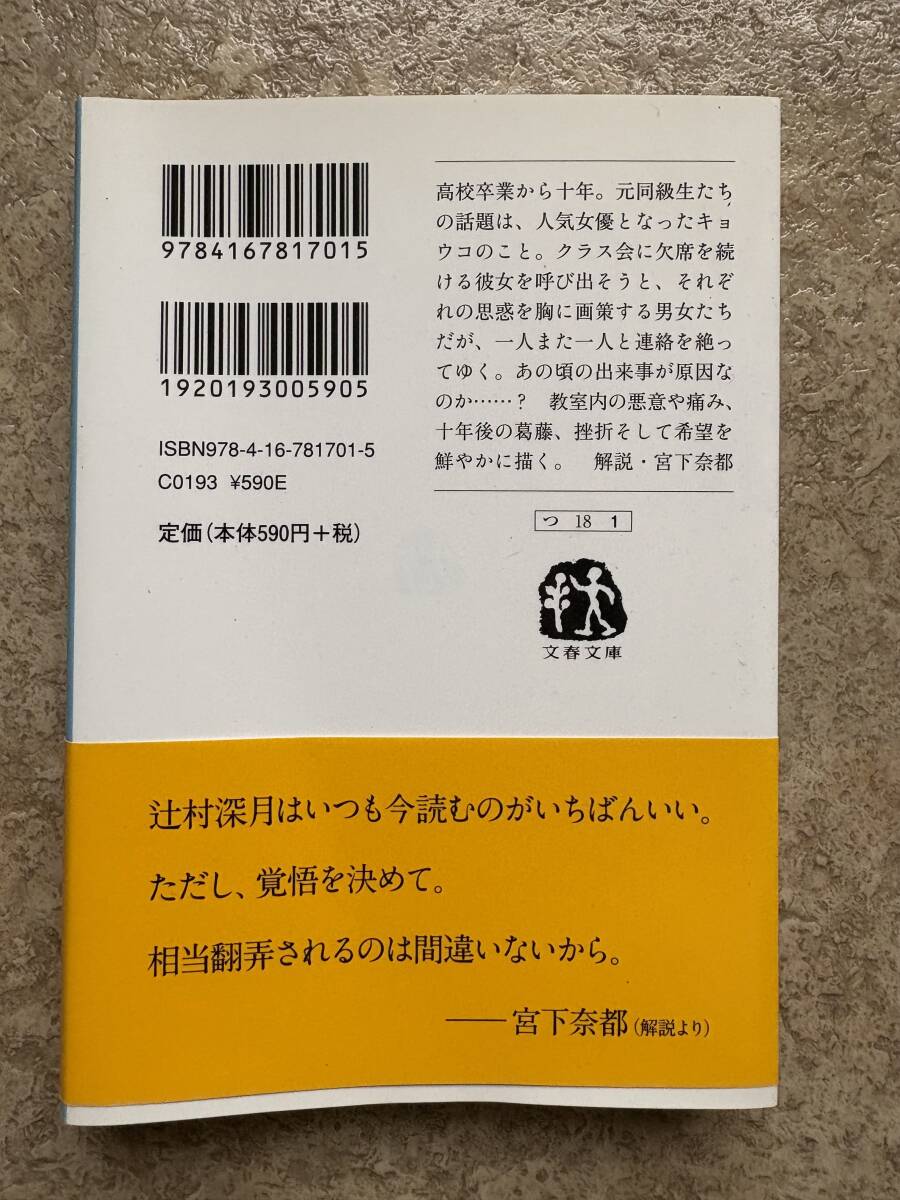 9784167817015
1920193005905
ISBN978-4-16-781701-5
C0193 ¥590E
定価(本体590円+税)
高校卒業から十年。元同級生たち
の話題は、人気女優となったキョ
ウコのこと。クラス会に欠席を続
ける彼女を呼び出そうと、それぞ
れの思惑を胸に画策する男女たち
だが、一人また一人と連絡を絶っ
てゆく。あの頃の出来事が原因な
のか……? 教室内の悪意や痛み、
十年後の葛藤、挫折そして希望を
鮮やかに描く。 解説・宮下奈都
つ 18 1
文春文庫
辻村深月はいつも今読むのがいちばんいい。
ただし、覚悟を決めて。
相当翻弄されるのは間違いないから。
――宮下奈都(解説より)